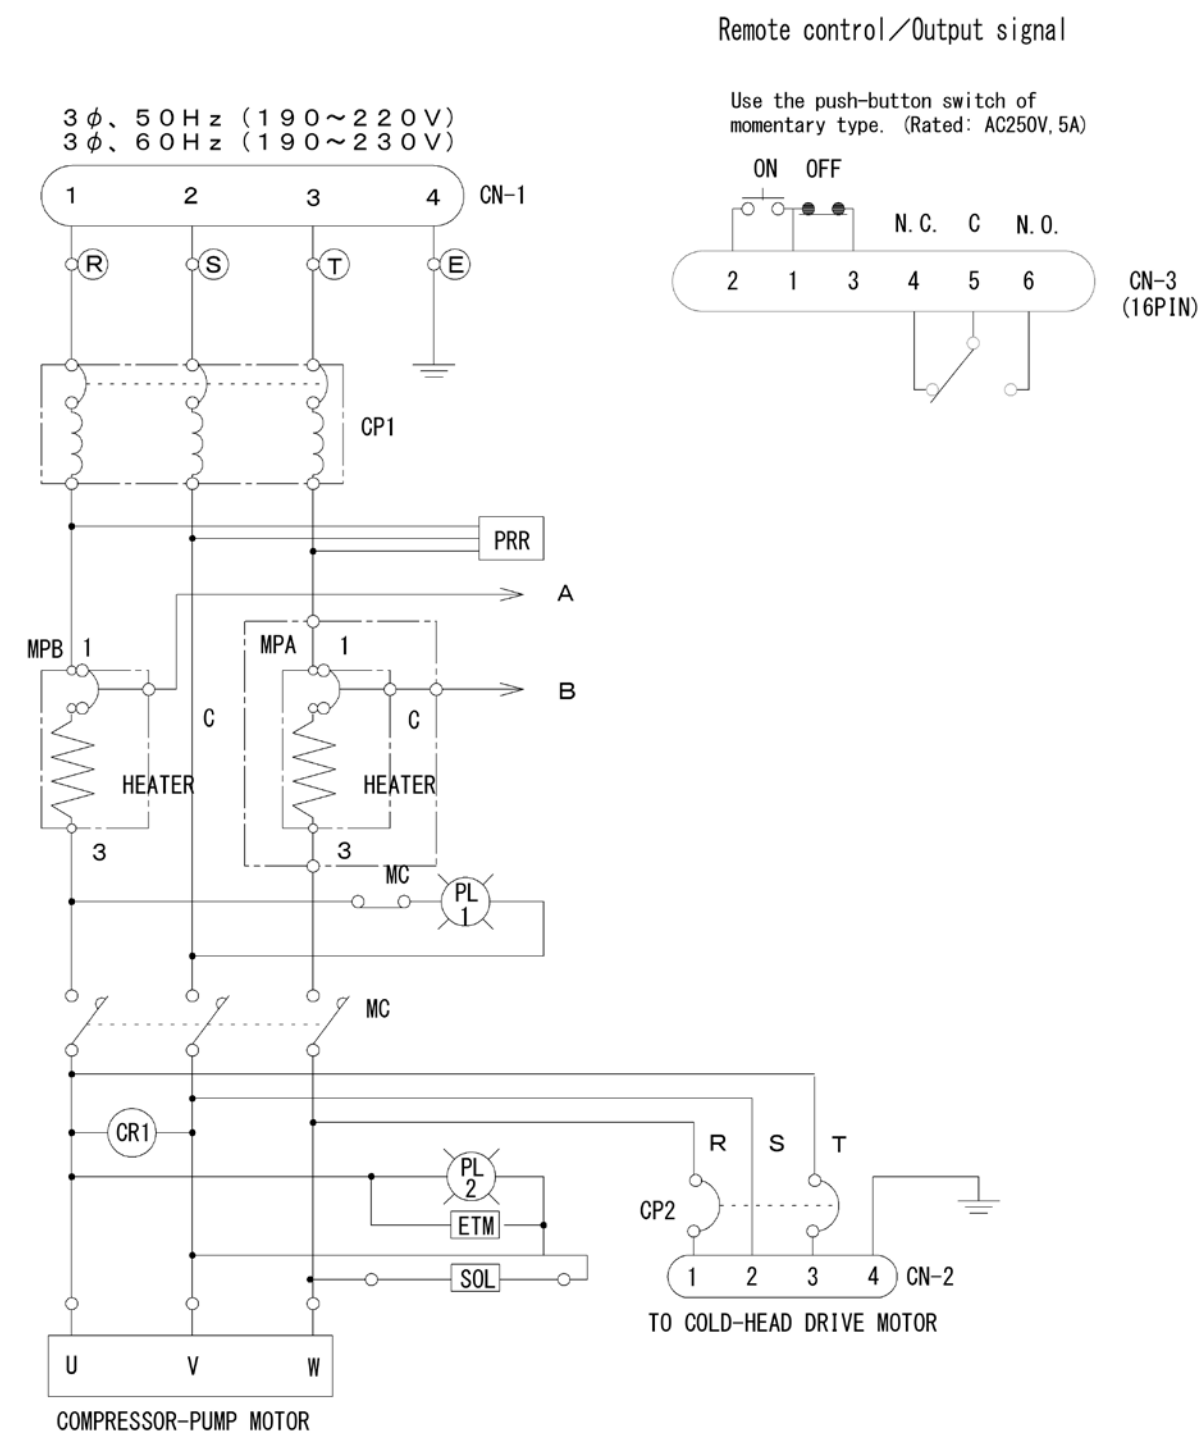 Remote control／Output signal
Use the push-button switch of
momentary type. (Rated: AC250V, 5A)
ON OFF
N.C. C N.O.
2 1 3 4 5 6
CN-3
(16PIN)
3φ、50Hz (190～220V)
3φ、60Hz (190～230V)
1 2 3 4 CN-1
R S T E
CP1
PRR
A
MPB 1
MPA 1
B
C
C
HEATER
HEATER
3
3
MC
PL
1
MC
CR1
R S T
PL
2
CP2
ETM
SOL
1 2 3 4 CN-2
TO COLD-HEAD DRIVE MOTOR
U V W
COMPRESSOR-PUMP MOTOR